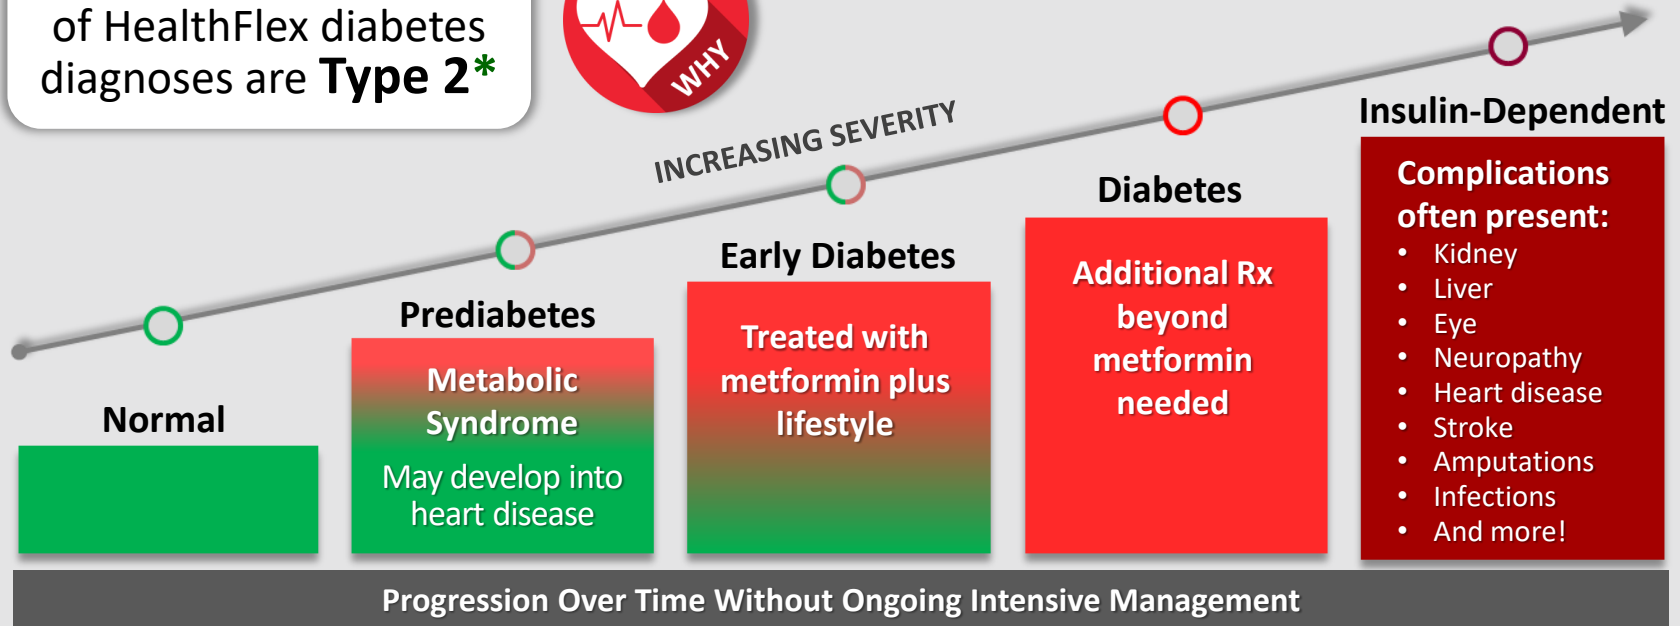 of HealthFlex diabetes
diagnoses are Type 2*
WHY
INCREASING SEVERITY
Normal
Prediabetes
Metabolic
Syndrome
May develop into
heart disease
Early Diabetes
Treated with
metformin plus
lifestyle
Diabetes
Additional Rx
beyond
metformin
needed
Insulin-Dependent
Complications
often present:
• Kidney
• Liver
• Eye
• Neuropathy
• Heart disease
• Stroke
• Amputations
• Infections
• And more!
Progression Over Time Without Ongoing Intensive Management